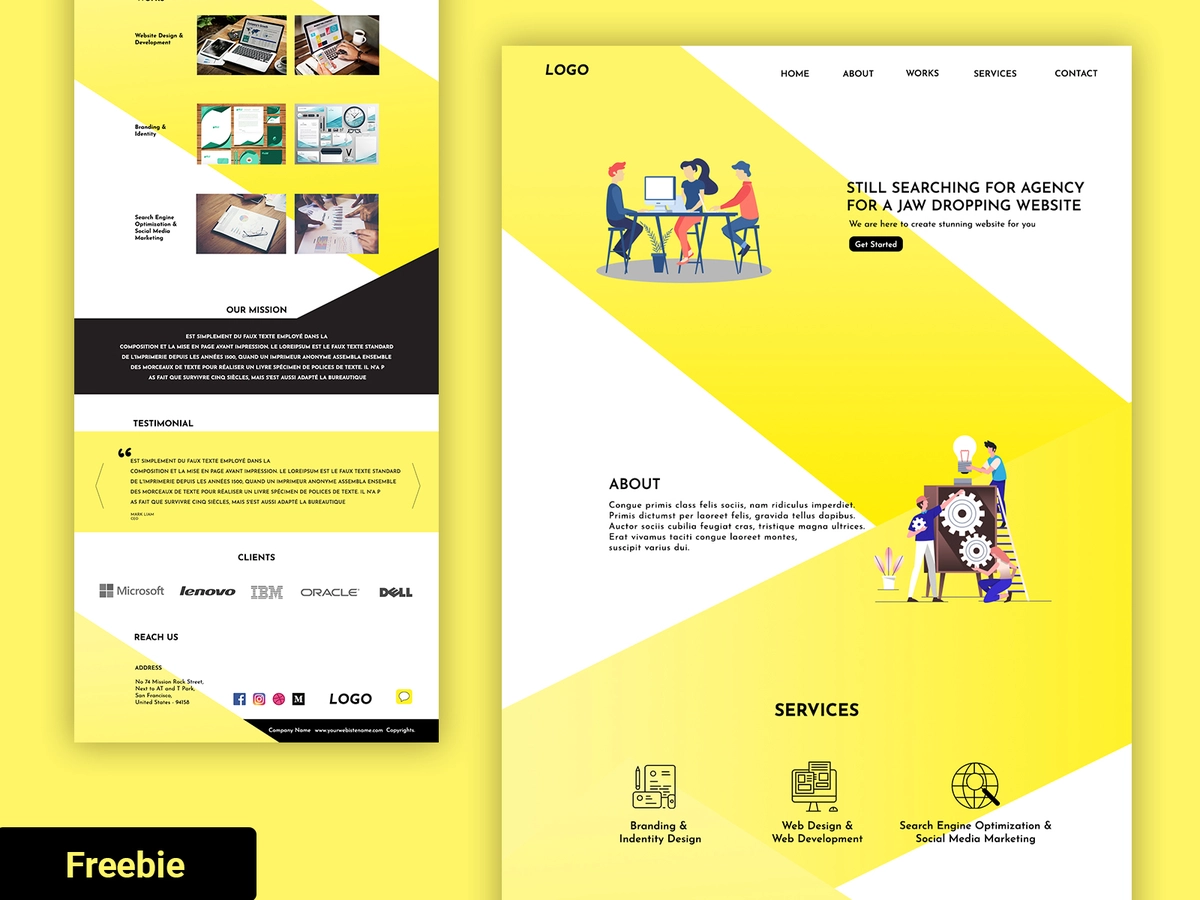 Website Design &
Development
Branding &
Identity
Search Engine
Optimization &
Social Media
Marketing
OUR MISSION
EST SIMPLEMENT DU FAUX TEXTE EMPLOYÉ DANS LA
COMPOSITION ET LA MISE EN PAGE AVANT IMPRESSION. LE LOREIPSUM EST LE FAUX TEXTE STANDARD
DE L'IMPRIMERIE DEPUIS LES ANNÉES 1500, QUAND UN IMPRIMEUR ANONYME ASSEMBLA ENSEMBLE
DES MORCEAUX DE TEXTE POUR RÉALISER UN LIVRE SPÉCIMEN DE POLICES DE TEXTE. IL N'A P
AS FAIT QUE SURVIVRE CINQ SIÈCLES, MAIS S'EST AUSSI ADAPTÉ LA BUREAUTIQUE
TESTIMONIAL
“
EST SIMPLEMENT DU FAUX TEXTE EMPLOYÉ DANS LA
COMPOSITION ET LA MISE EN PAGE AVANT IMPRESSION. LE LOREIPSUM EST LE FAUX TEXTE STANDARD
DE L'IMPRIMERIE DEPUIS LES ANNÉES 1500, QUAND UN IMPRIMEUR ANONYME ASSEMBLA ENSEMBLE
DES MORCEAUX DE TEXTE POUR RÉALISER UN LIVRE SPÉCIMEN DE POLICES DE TEXTE. IL N'A P
AS FAIT QUE SURVIVRE CINQ SIÈCLES, MAIS S'EST AUSSI ADAPTÉ LA BUREAUTIQUE
MARK LIAM
CEO
CLIENTS
Microsoft lenovo IBM ORACLE DELL
REACH US
ADDRESS
No 74 Mission Rock Street,
Next to AT and T Park,
San Francisco,
United States - 94158
LOGO
Company Name www.yourwebistename.com Copyrights.
Freebie
LOGO
HOME ABOUT WORKS SERVICES CONTACT
STILL SEARCHING FOR AGENCY
FOR A JAW DROPPING WEBSITE
We are here to create stunning website for you
Get Started
ABOUT
Congue primis class felis sociis, nam ridiculus imperdiet.
Primis dictumst per laoreet felis, gravida tellus dapibus.
Auctor sociis cubilia feugiat cras, tristique magna ultrices.
Erat vivamus taciti congue laoreet montes,
suscipit varius dui.
SERVICES
Branding &
Indentity Design
Web Design &
Web Development
Search Engine Optimization &
Social Media Marketing